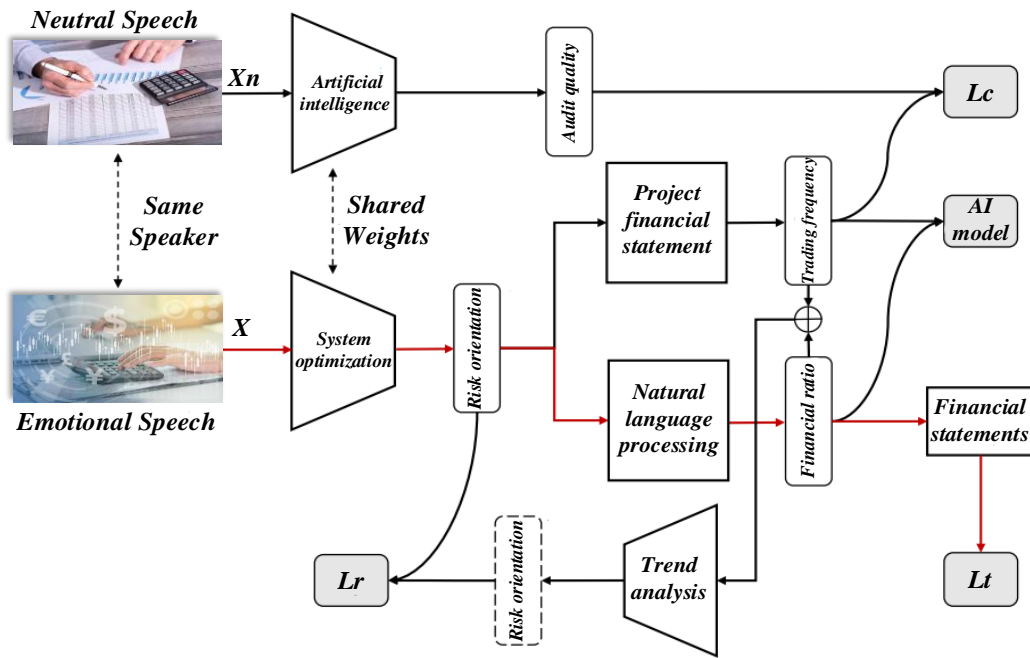 Neutral Speech
Xn
Artificial
intelligence
Audit quality
Lc
Same
Speaker
Shared
Weights
Project
financial
statement
Trading frequency
AI
model
Emotional Speech
X
System
optimization
Risk orientation
Natural
language
processing
Financial ratio
Financial
statements
Lr
Risk orientation
Trend
analysis
Lt
€
$
£
¥